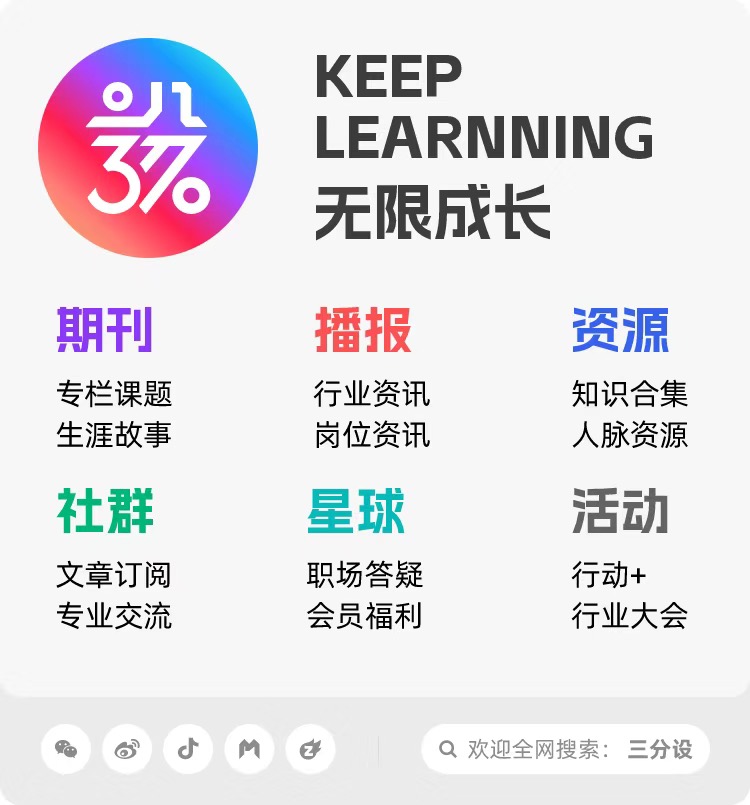 KEEP
LEARNNING
无限成长
期刊
专栏课题
生涯故事
播报
行业资讯
岗位资讯
资源
知识合集
人脉资源
社群
文章订阅
专业交流
星球
职场答疑
会员福利
活动
行动+
行业大会
欢迎全网搜索： 三分设